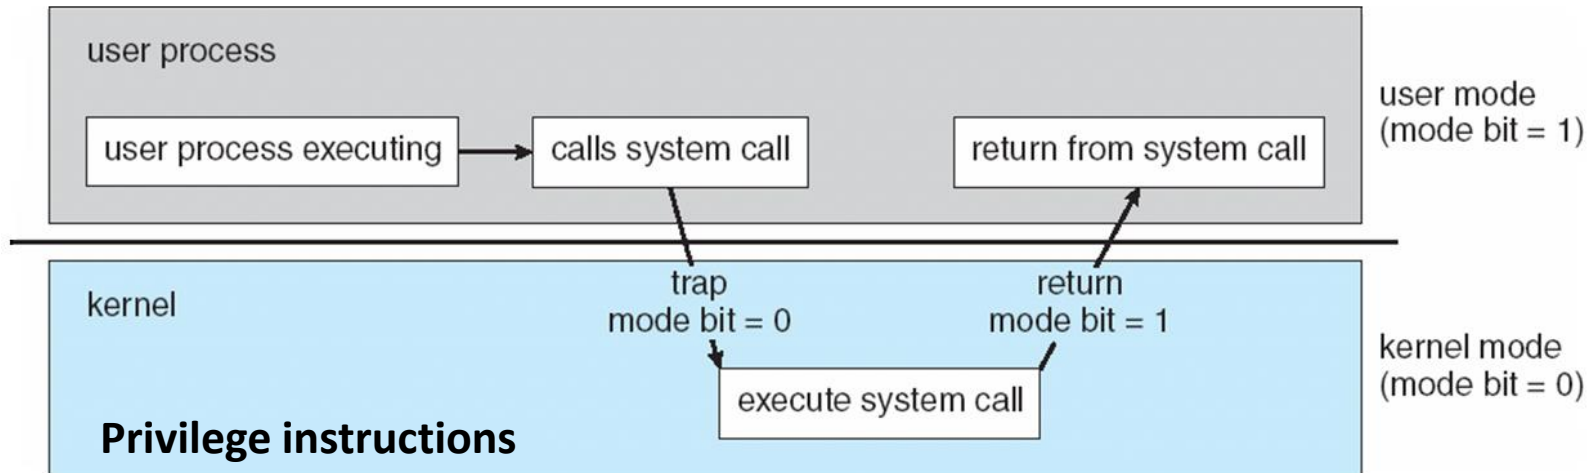 user process
user process executing
calls system call
return from system call
user mode
(mode bit = 1)
kernel
trap
mode bit = 0
return
mode bit = 1
execute system call
kernel mode
(mode bit = 0)
Privilege instructions